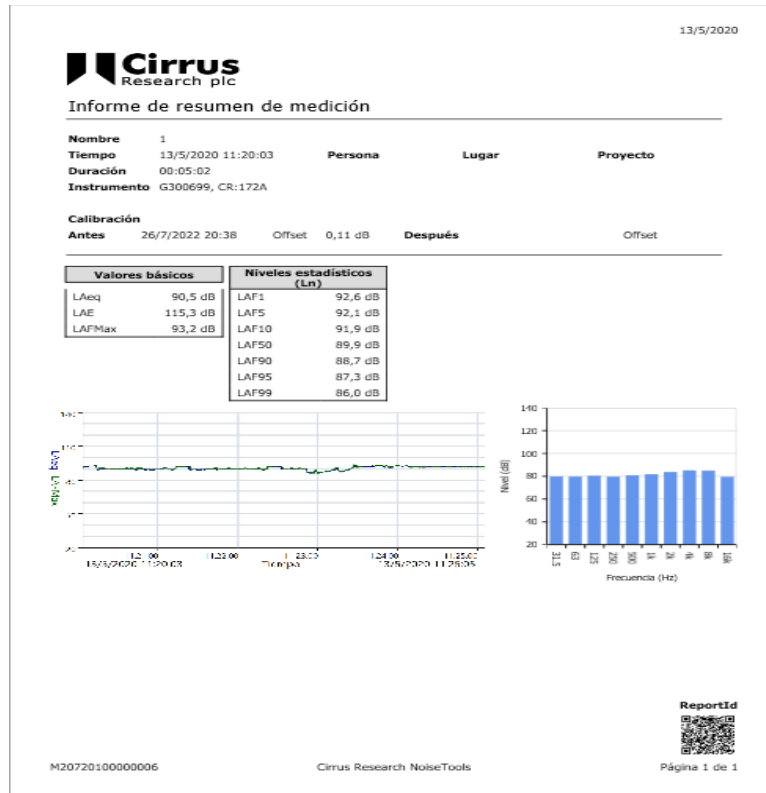 13/5/2020
Cirrus
Research plc
Informe de resumen de medición
Nombre 1
Tiempo 13/5/2020 11:20:03 Persona Lugar Proyecto
Duración 00:05:02
Instrumento G300699, CR:172A
Calibración
Antes 26/7/2022 20:38 Offset 0,11 dB Después Offset
Valores básicos
LAeq 90,5 dB
LAE 115,3 dB
LAFMax 93,2 dB
Niveles estadísticos
(Ln)
LAF1 92,6 dB
LAF5 92,1 dB
LAF10 91,9 dB
LAF50 89,9 dB
LAF90 88,7 dB
LAF95 87,3 dB
LAF99 86,0 dB
LAeq
Tiempo
140
120
100
80
60
40
20
Nivel (dB)
31.5 63 125 250 500 1k 2k 4k 8k 16k
Frecuencia (Hz)
ReportId
M20720100000006 Cirrus Research NoiseTools Página 1 de 1